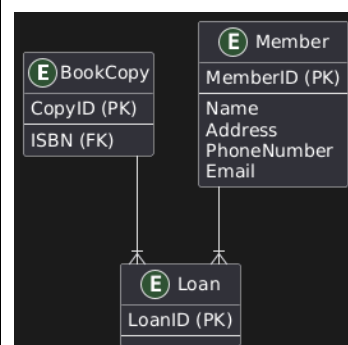 E BookCopy
CopyID (PK)
ISBN (FK)
E Member
MemberID (PK)
Name
Address
PhoneNumber
Email
E Loan
LoanID (PK)